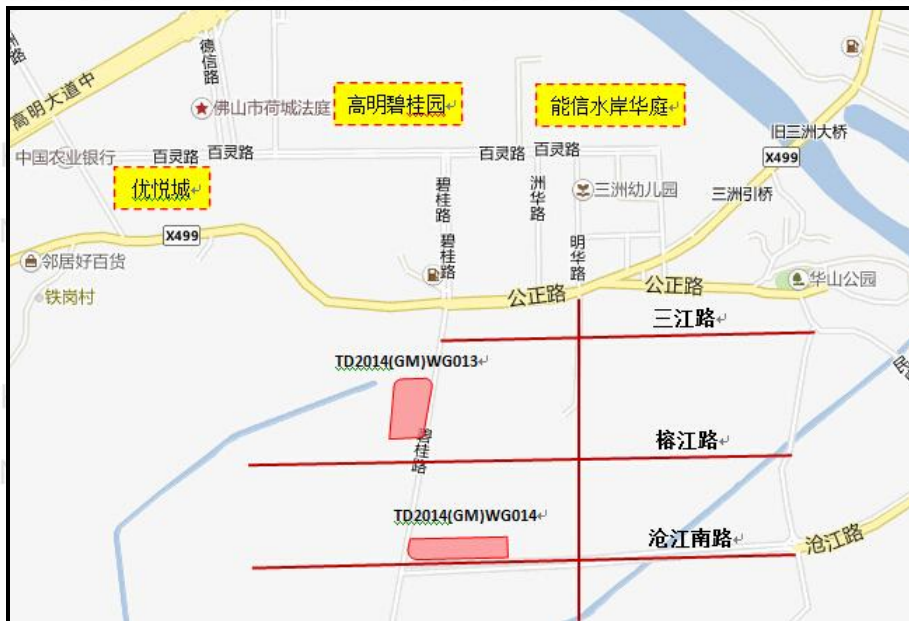 洲路
德信路
高明大道中
佛山市荷城法庭
高明碧桂园
能信水岸华庭
旧三洲大桥
X499
中国农业银行
百灵路
百灵路
百灵路
百灵路
优悦城
碧桂路
洲华路
三洲幼儿园
三洲引桥
X499
碧桂路
明华路
邻居好百货
铁岗村
公正路
公正路
华山公园
三江路
TD2014(GM)WG013
民
碧桂路
榕江路
TD2014(GM)WG014
沧江南路
沧江路